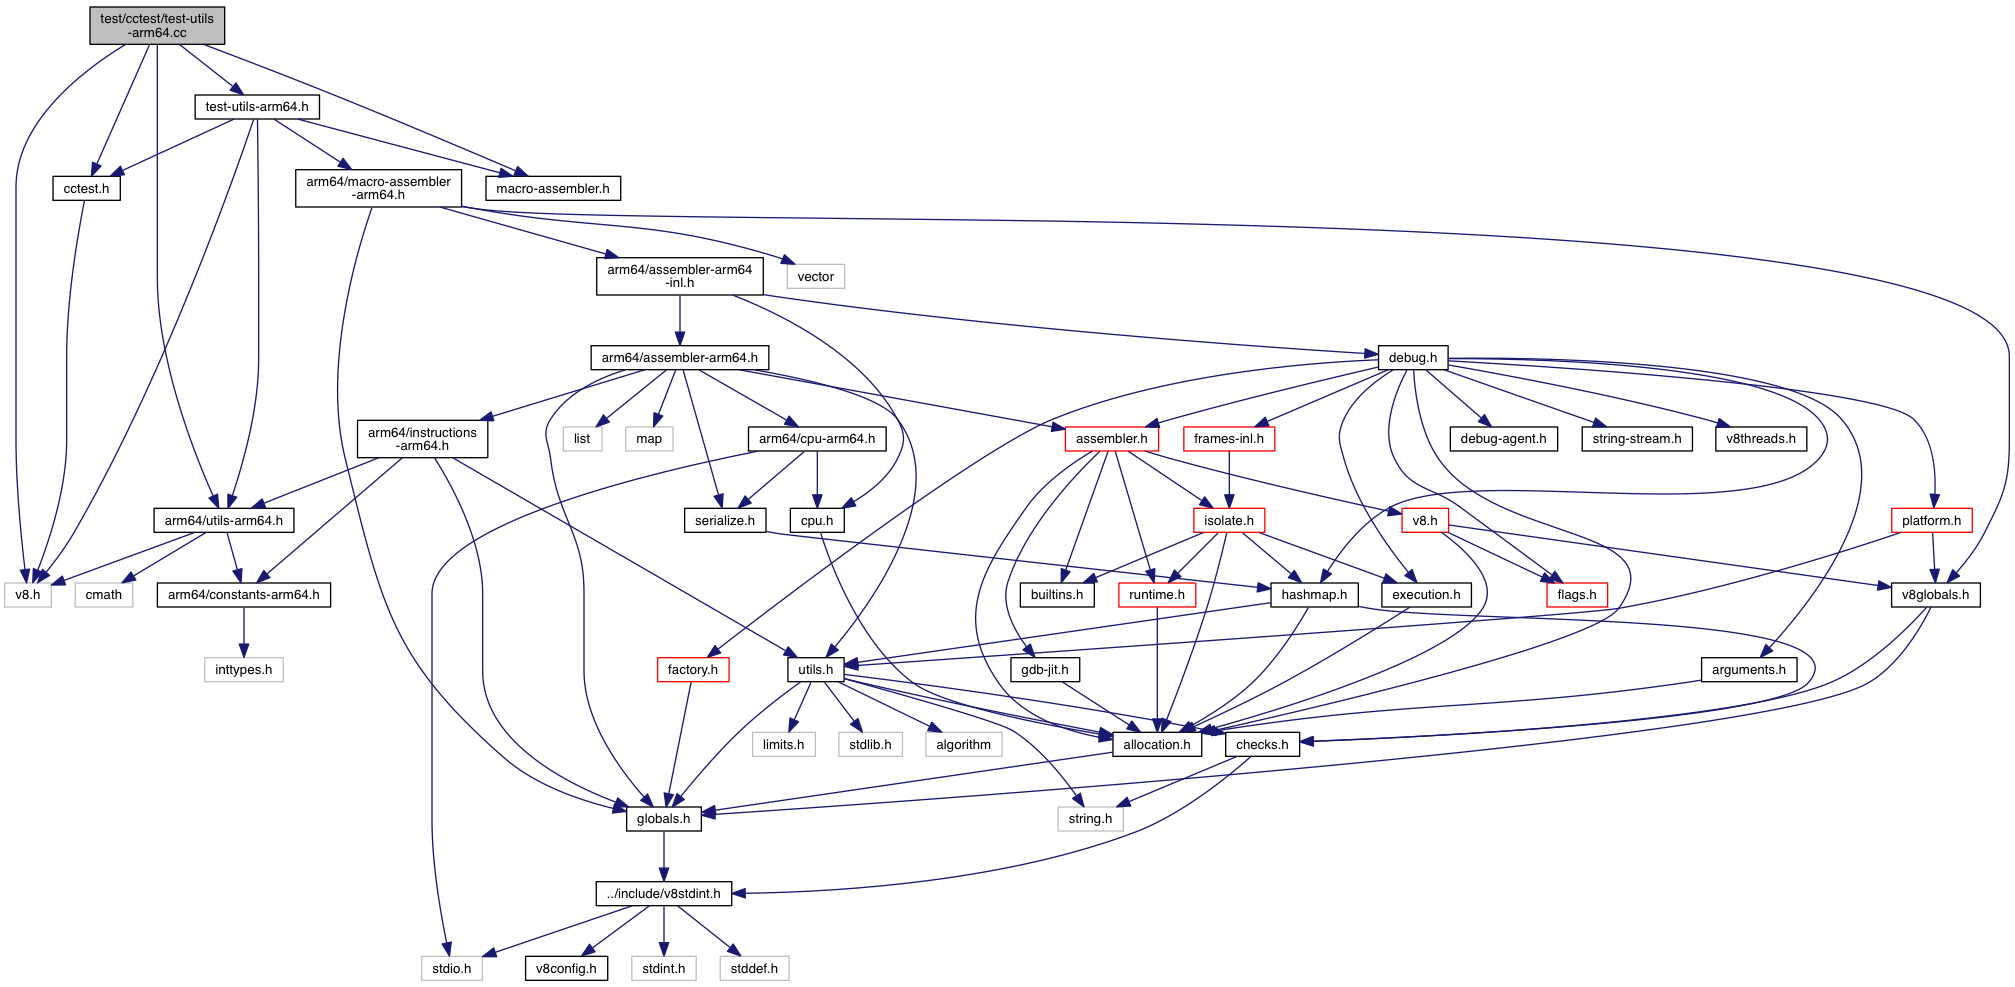 test/cctest/test-utils
-arm64.cc
test-utils-arm64.h
cctest.h
arm64/macro-assembler
-arm64.h
macro-assembler.h
arm64/assembler-arm64
-inl.h
vector
arm64/assembler-arm64.h
debug.h
arm64/instructions
-arm64.h
list
map
arm64/cpu-arm64.h
assembler.h
frames-inl.h
debug-agent.h
string-stream.h
v8threads.h
arm64/utils-arm64.h
serialize.h
cpu.h
isolate.h
v8.h
platform.h
v8.h
cmath
arm64/constants-arm64.h
builtins.h
runtime.h
hashmap.h
execution.h
flags.h
v8globals.h
inttypes.h
factory.h
utils.h
gdb-jit.h
arguments.h
limits.h
stdlib.h
algorithm
allocation.h
checks.h
globals.h
string.h
../include/v8stdint.h
stdio.h
v8config.h
stdint.h
stddef.h